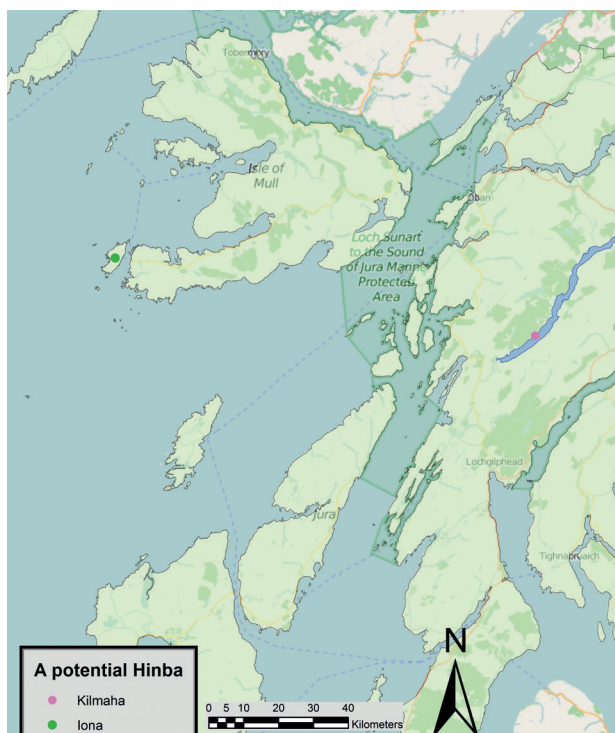 Tobermory
Isle of
Mull
Oban
Loch Sunart
to the Sound
of Jura Marine
Protected
Area
Lochgilphead
Jura
Tighnabruaich
N
A potential Hinba
Kilmaha
Iona
0 5 10 20 30 40
Kilometers